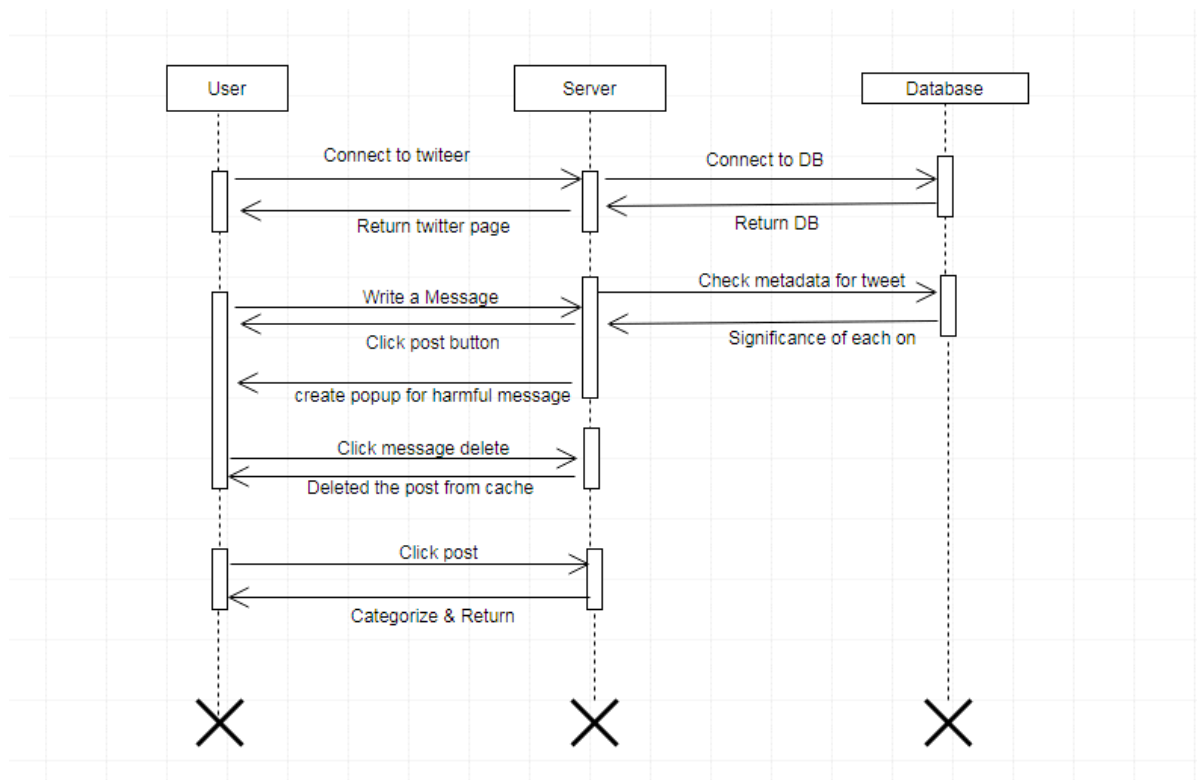 User
Server
Database
Connect to twiteer
Connect to DB
Return twitter page
Return DB
Check metadata for tweet
Write a Message
Significance of each on
Click post button
create popup for harmful message
Click message delete
Deleted the post from cache
Click post
Categorize & Return